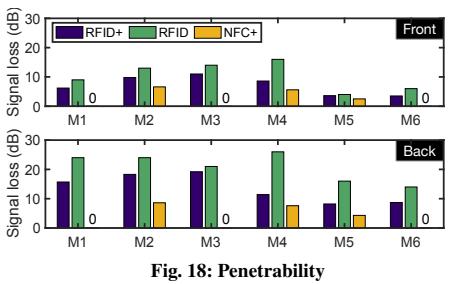 30
20
10
0
Signal loss (dB)
RFID+ RFID NFC+
Front
0 0 0
M1 M2 M3 M4 M5 M6
30
20
10
0
Signal loss (dB)
Back
0 0 0
M1 M2 M3 M4 M5 M6
Fig. 18: Penetrability